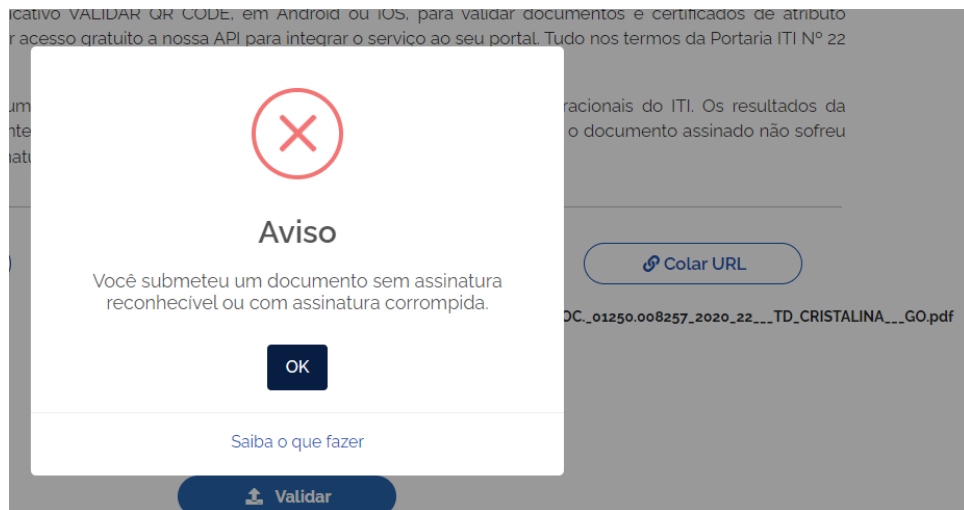 icativo VALIDAR QR CODE, em Android ou iOS, para validar documentos e certificados de atributo
r acesso gratuito a nossa API para integrar o serviço ao seu portal. Tudo nos termos da Portaria ITI Nº 22
um
racionais do ITI. Os resultados da
nte
o documento assinado não sofreu
natu
Aviso
Você submeteu um documento sem assinatura
reconhecível ou com assinatura corrompida.
OK
Saiba o que fazer
Colar URL
OC._01250.008257_2020_22___TD_CRISTALINA___GO.pdf
Validar